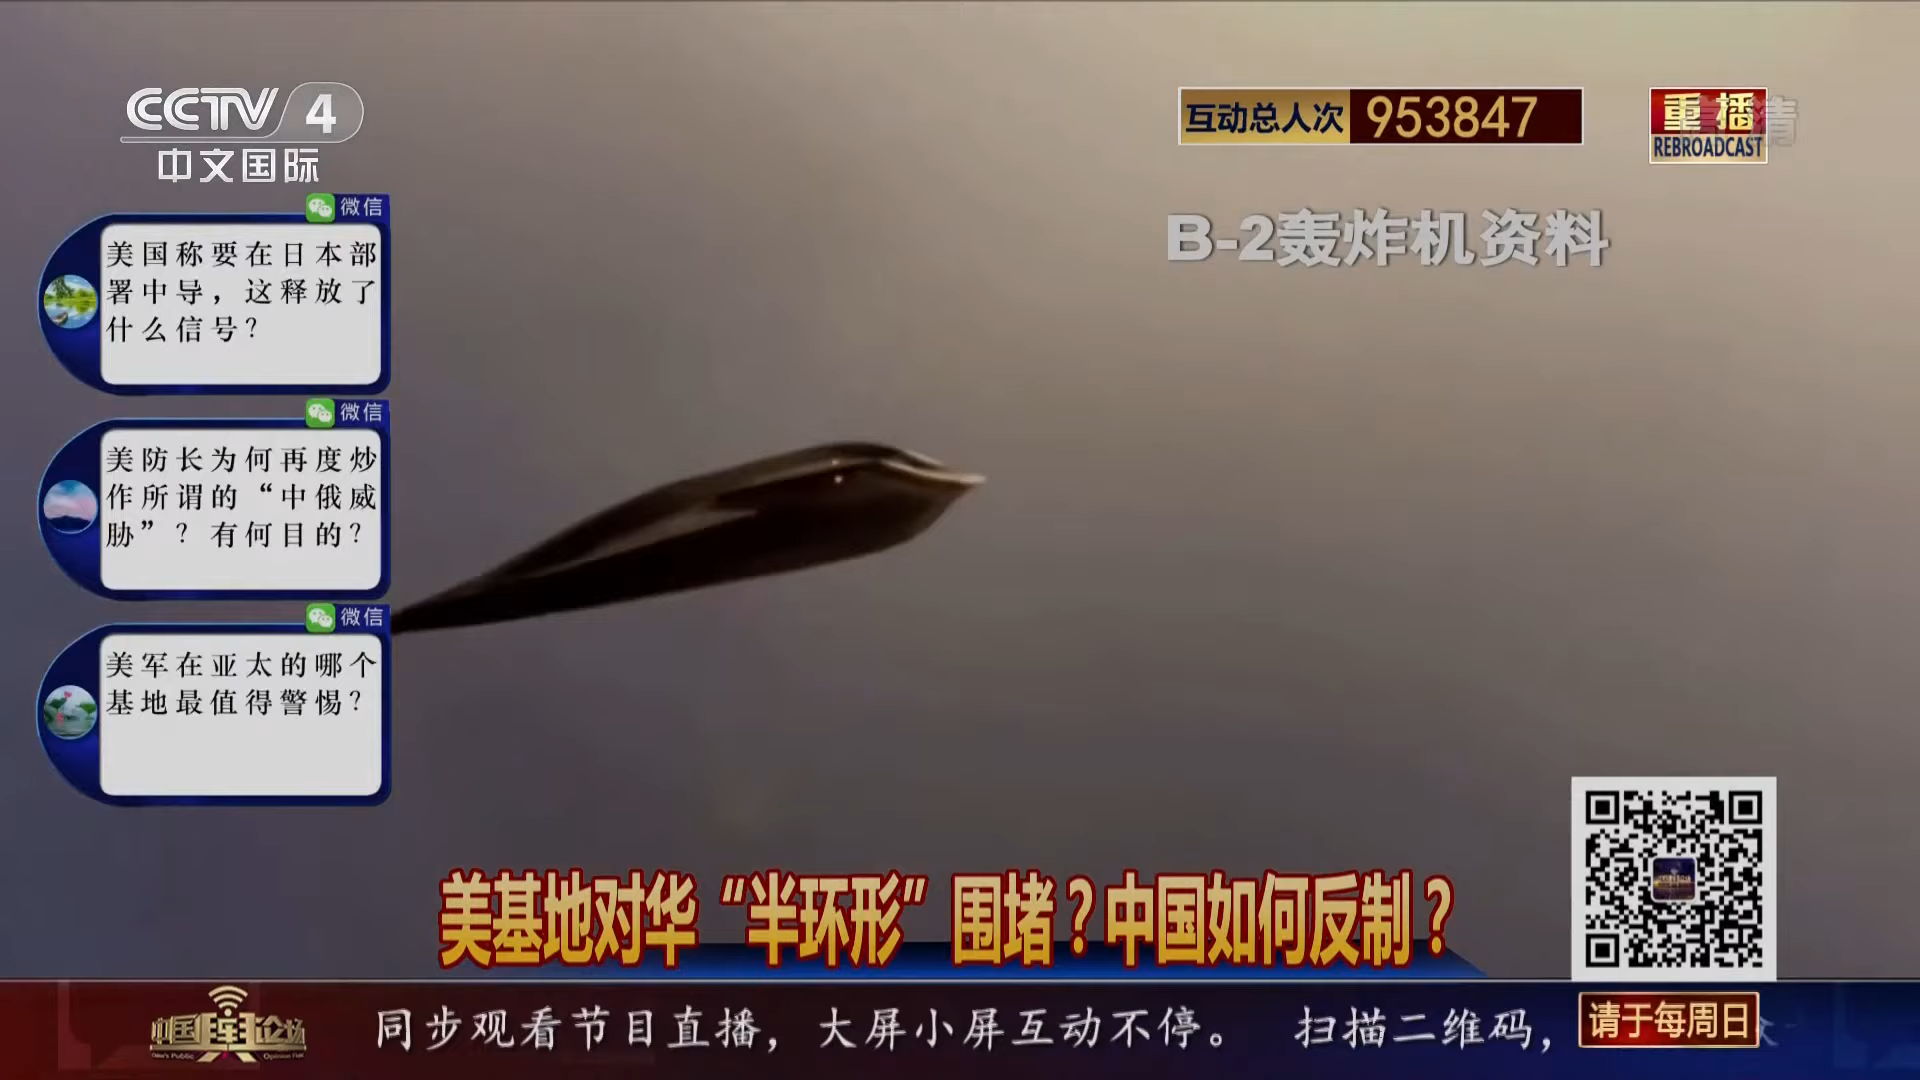 CCTV 4
中文国际
互动总人次 953847
重播
REBROADCAST
B-2轰炸机资料
微信
美国称要在日本部
署中导，这释放了
什么信号？
微信
美防长为何再度炒
作所谓的“中俄威
胁”？有何目的？
微信
美军在亚太的哪个
基地最值得警惕？
美基地对华“半环形”围堵？中国如何反制？
中国舆论场
同步观看节目直播，大屏小屏互动不停。 扫描二维码，
请于每周日